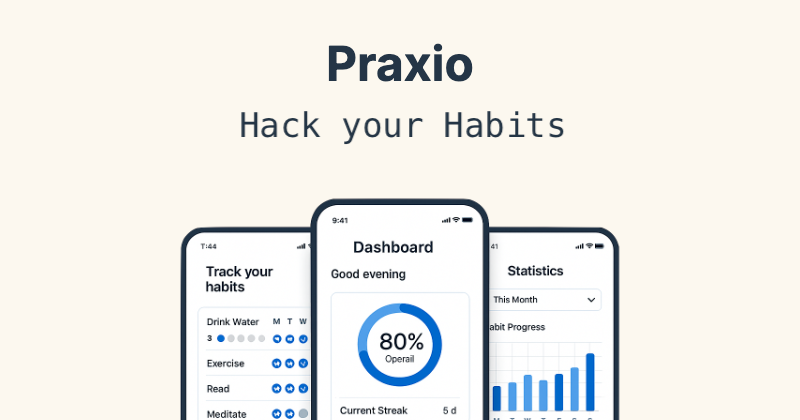 Praxio
Hack your Habits
T:44
Track your
habits
Drink Water M T W
3
Exercise
Read
Meditate
9:41
Dashboard
Good evening
80%
Operail
Current Streak 5 d
41
Statistics
This Month
abit Progress